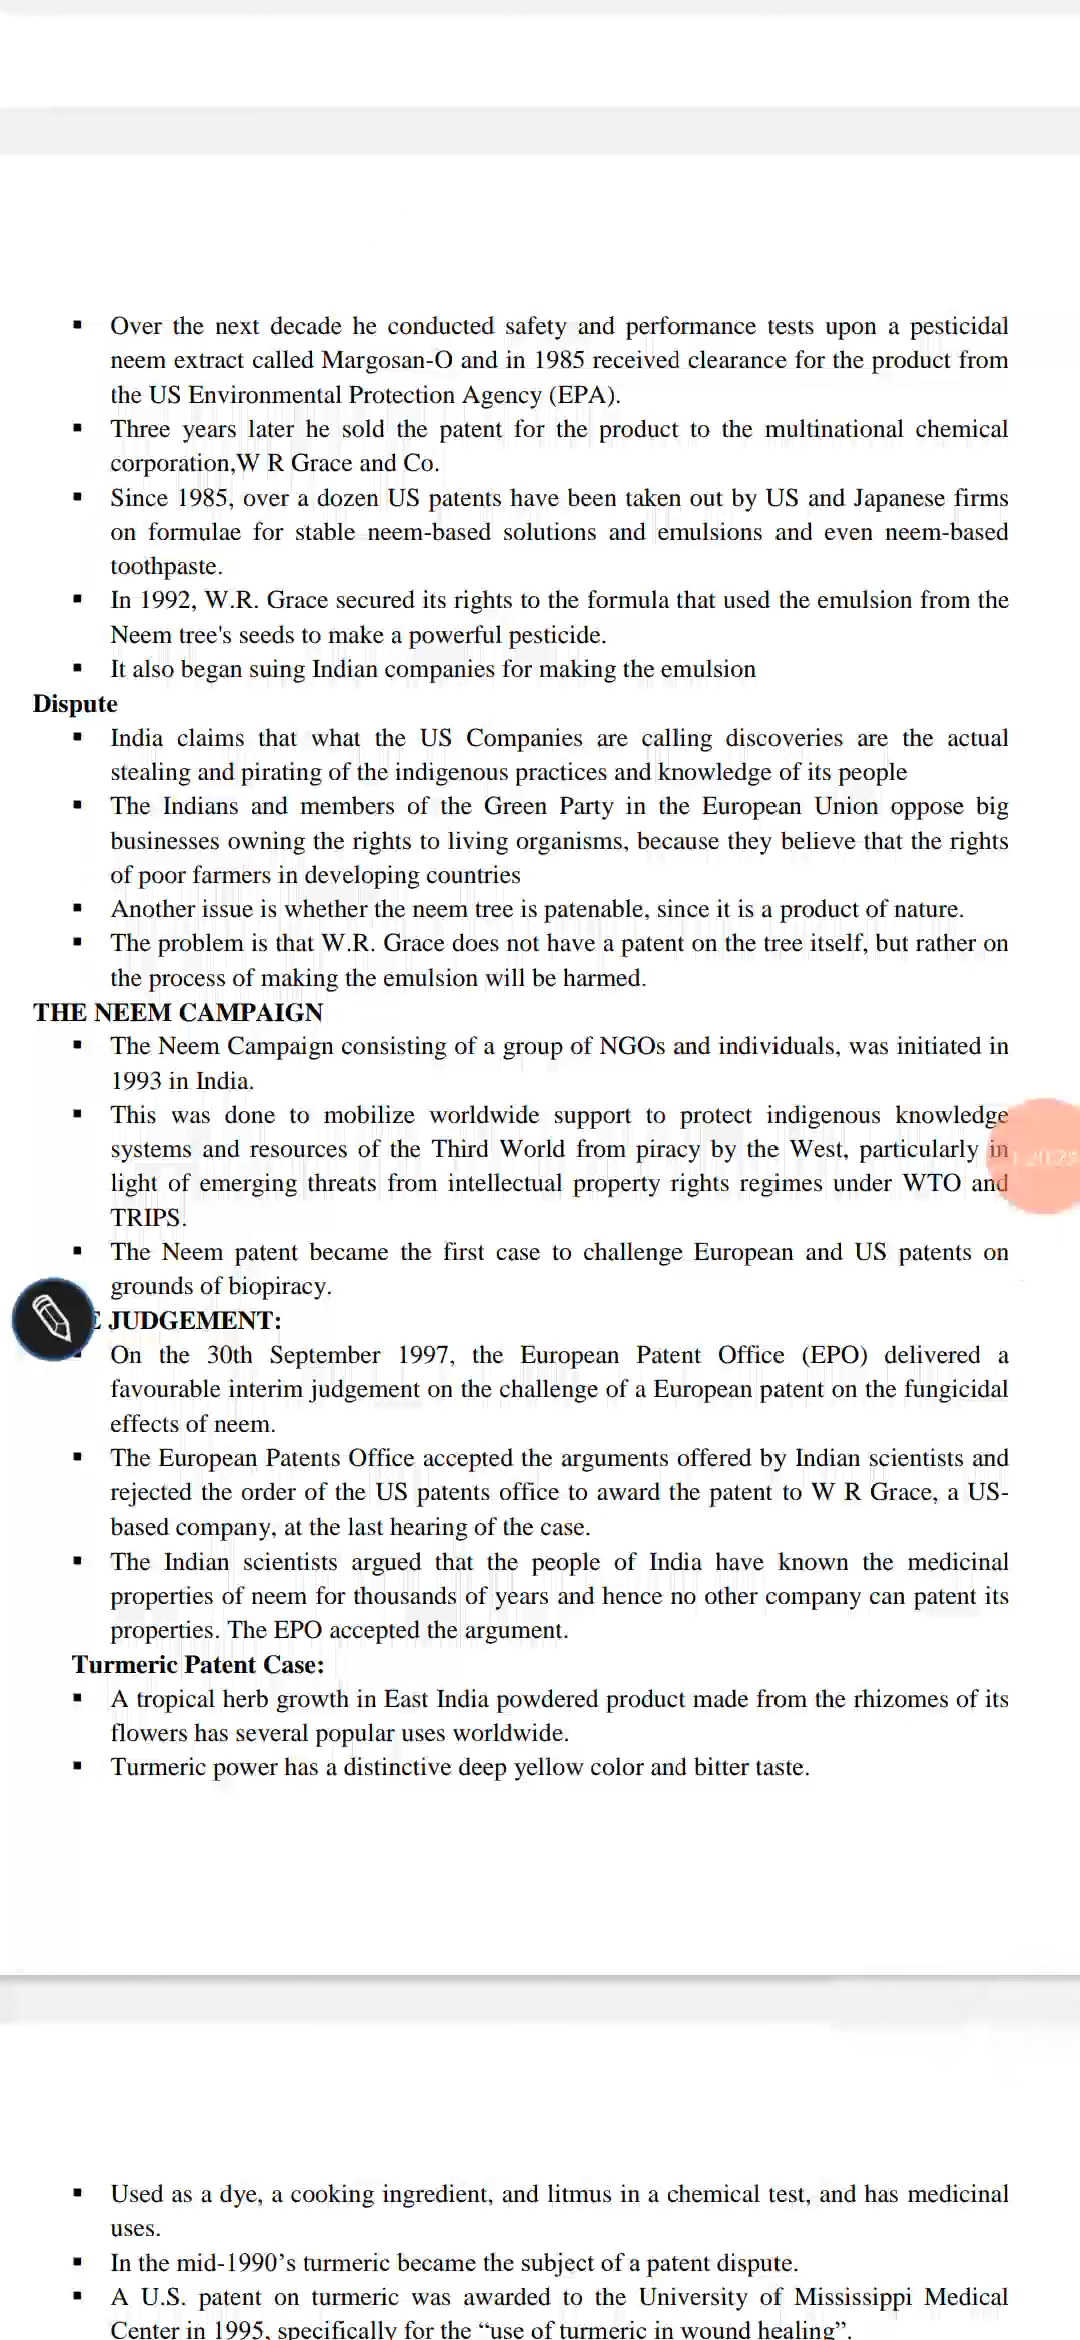 ▪ Over the next decade he conducted safety and performance tests upon a pesticidal
neem extract called Margosan-O and in 1985 received clearance for the product from
the US Environmental Protection Agency (EPA).
▪ Three years later he sold the patent for the product to the multinational chemical
corporation,W R Grace and Co.
▪ Since 1985, over a dozen US patents have been taken out by US and Japanese firms
on formulae for stable neem-based solutions and emulsions and even neem-based
toothpaste.
▪ In 1992, W.R. Grace secured its rights to the formula that used the emulsion from the
Neem tree's seeds to make a powerful pesticide.
▪ It also began suing Indian companies for making the emulsion
Dispute
▪ India claims that what the US Companies are calling discoveries are the actual
stealing and pirating of the indigenous practices and knowledge of its people
▪ The Indians and members of the Green Party in the European Union oppose big
businesses owning the rights to living organisms, because they believe that the rights
of poor farmers in developing countries
▪ Another issue is whether the neem tree is patenable, since it is a product of nature.
▪ The problem is that W.R. Grace does not have a patent on the tree itself, but rather on
the process of making the emulsion will be harmed.
THE NEEM CAMPAIGN
▪ The Neem Campaign consisting of a group of NGOs and individuals, was initiated in
1993 in India.
▪ This was done to mobilize worldwide support to protect indigenous knowledge
systems and resources of the Third World from piracy by the West, particularly in
light of emerging threats from intellectual property rights regimes under WTO and
TRIPS.
▪ The Neem patent became the first case to challenge European and US patents on
grounds of biopiracy.
E JUDGEMENT:
▪ On the 30th September 1997, the European Patent Office (EPO) delivered a
favourable interim judgement on the challenge of a European patent on the fungicidal
effects of neem.
▪ The European Patents Office accepted the arguments offered by Indian scientists and
rejected the order of the US patents office to award the patent to W R Grace, a US-
based company, at the last hearing of the case.
▪ The Indian scientists argued that the people of India have known the medicinal
properties of neem for thousands of years and hence no other company can patent its
properties. The EPO accepted the argument.
Turmeric Patent Case:
▪ A tropical herb growth in East India powdered product made from the rhizomes of its
flowers has several popular uses worldwide.
▪ Turmeric power has a distinctive deep yellow color and bitter taste.
▪ Used as a dye, a cooking ingredient, and litmus in a chemical test, and has medicinal
uses.
▪ In the mid-1990’s turmeric became the subject of a patent dispute.
▪ A U.S. patent on turmeric was awarded to the University of Mississippi Medical
Center in 1995, specifically for the “use of turmeric in wound healing”.